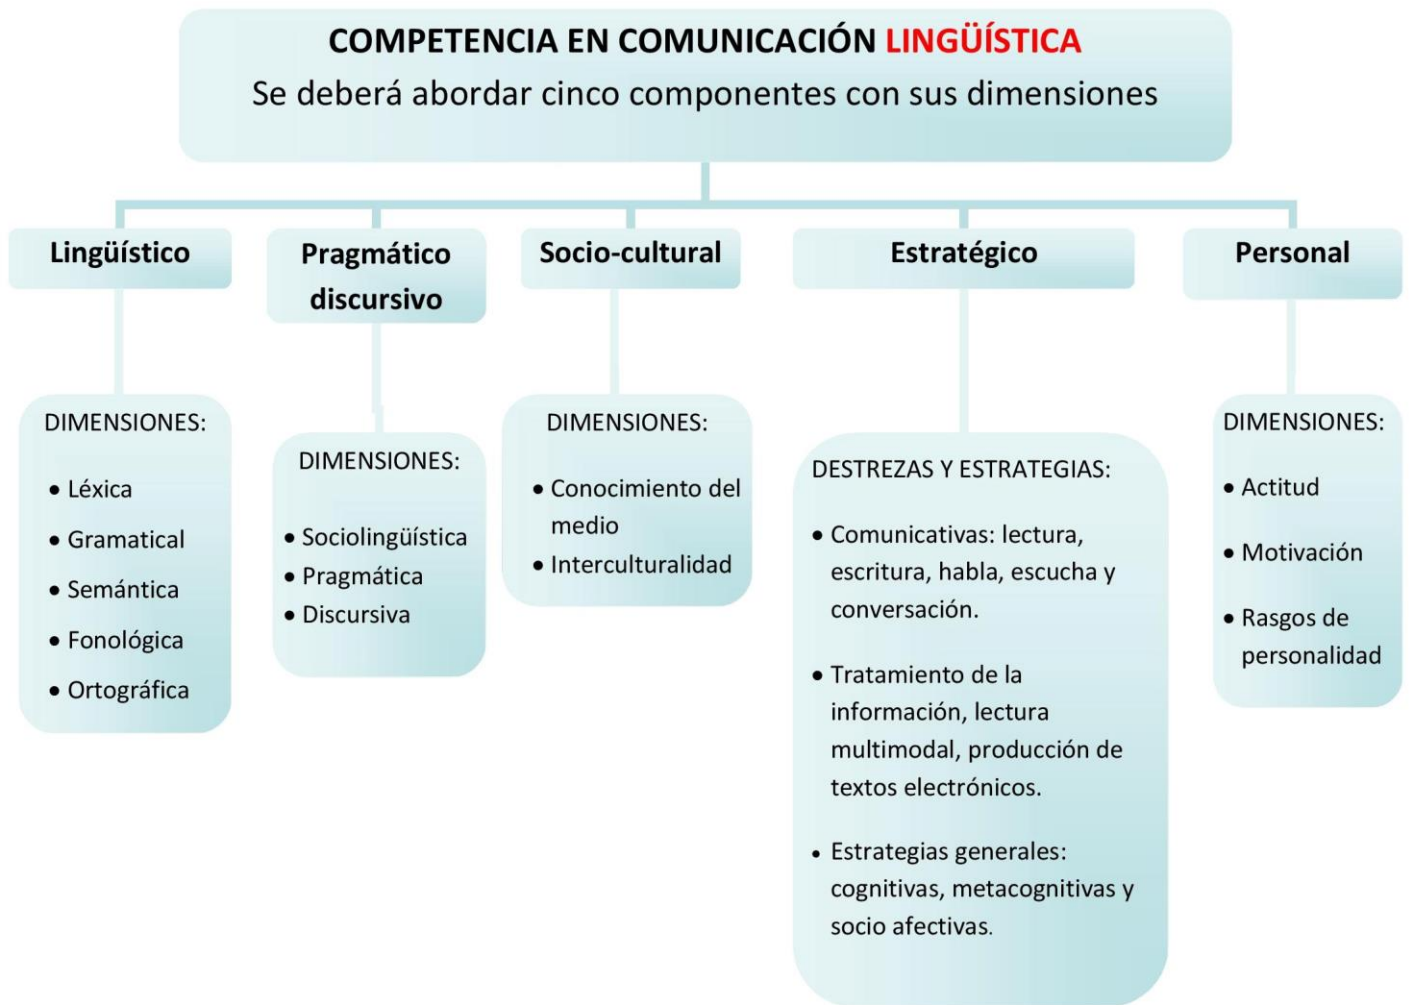 COMPETENCIA EN COMUNICACIÓN LINGÜÍSTICA
Se deberá abordar cinco componentes con sus dimensiones
Lingüístico
Pragmático
discursivo
Socio-cultural
Estratégico
Personal
DIMENSIONES:
• Léxica
• Gramatical
• Semántica
• Fonológica
• Ortográfica
DIMENSIONES:
• Sociolingüística
• Pragmática
• Discursiva
DIMENSIONES:
• Conocimiento del
medio
• Interculturalidad
DESTREZAS Y ESTRATEGIAS:
• Comunicativas: lectura,
escritura, habla, escucha y
conversación.
• Tratamiento de la
información, lectura
multimodal, producción de
textos electrónicos.
• Estrategias generales:
cognitivas, metacognitivas y
socio afectivas.
DIMENSIONES:
• Actitud
• Motivación
• Rasgos de
personalidad